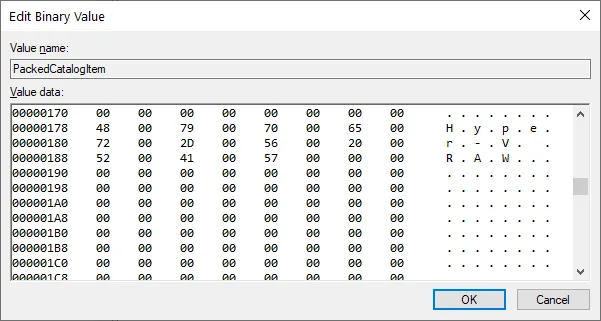 Edit Binary Value
Value name:
PackedCatalogItem
Value data:
00000170 00 00 00 00 00 00 00 00 . . . . . . . .
00000178 48 00 79 00 70 00 65 00 H . y . p . e .
00000180 72 00 2D 00 56 00 20 00 r . - . V .   .
00000188 52 00 41 00 57 00 00 00 R . A . W . . .
00000190 00 00 00 00 00 00 00 00 . . . . . . . .
00000198 00 00 00 00 00 00 00 00 . . . . . . . .
000001A0 00 00 00 00 00 00 00 00 . . . . . . . .
000001A8 00 00 00 00 00 00 00 00 . . . . . . . .
000001B0 00 00 00 00 00 00 00 00 . . . . . . . .
000001B8 00 00 00 00 00 00 00 00 . . . . . . . .
000001C0 00 00 00 00 00 00 00 00 . . . . . . . .
000001C8 00 00 00 00 00 00 00 00 . . . . . . . .
OK Cancel